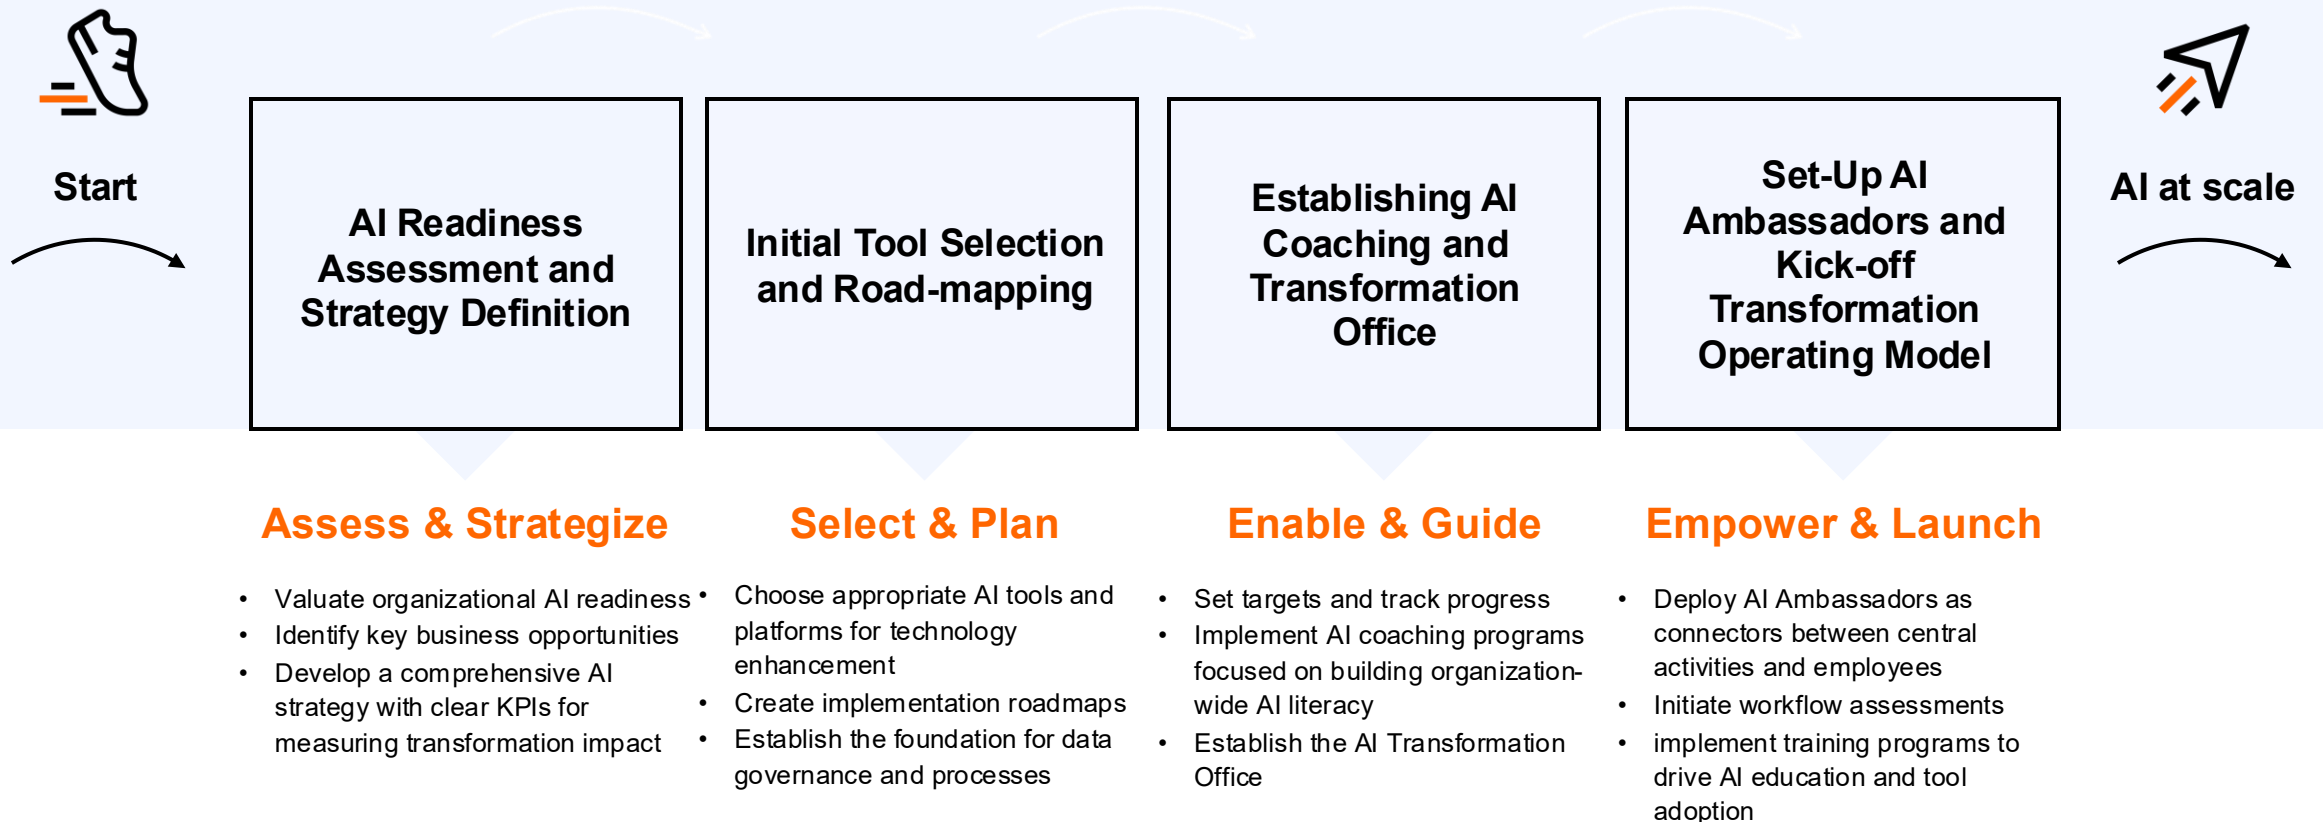 Start
AI Readiness
Assessment and
Strategy Definition
Initial Tool Selection
and Road-mapping
Establishing AI
Coaching and
Transformation
Office
Set-Up AI
Ambassadors and
Kick-off
Transformation
Operating Model
AI at scale
Assess & Strategize
• Valuate organizational AI readiness
• Identify key business opportunities
• Develop a comprehensive AI
strategy with clear KPIs for
measuring transformation impact
Select & Plan
• Choose appropriate AI tools and
platforms for technology
enhancement
• Create implementation roadmaps
• Establish the foundation for data
governance and processes
Enable & Guide
• Set targets and track progress
• Implement AI coaching programs
focused on building organization-
wide AI literacy
• Establish the AI Transformation
Office
Empower & Launch
• Deploy AI Ambassadors as
connectors between central
activities and employees
• Initiate workflow assessments
• implement training programs to
drive AI education and tool
adoption